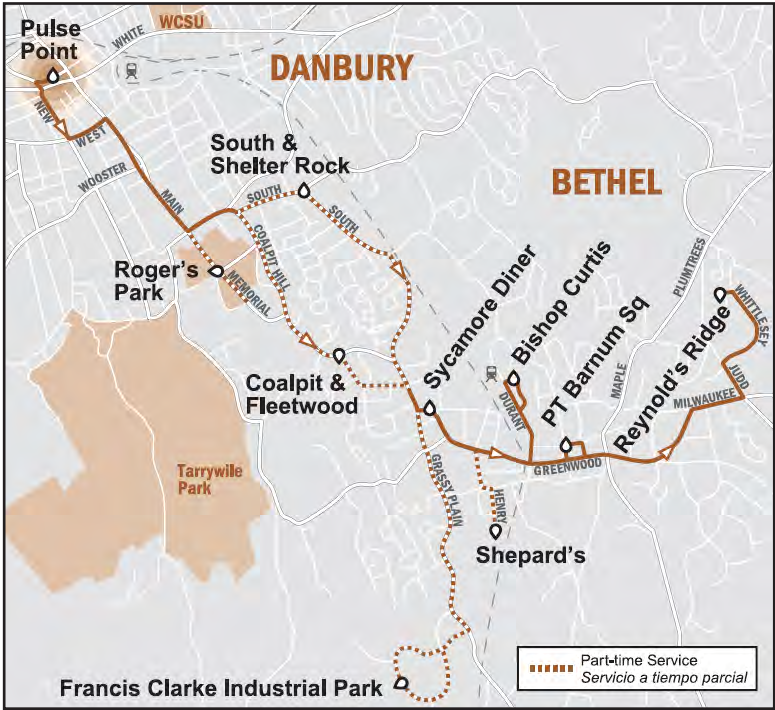 Pulse
Point
WCSU
WHITE
DANBURY
NEW
WEST
WOOSTER
MAIN
South &
Shelter Rock
SOUTH
SOUTH
BETHEL
COALPIT HILL
Roger's
Park
MEMORIAL
PLUMTREES
WHITTLESEY
Coalpit &
Fleetwood
Sycamore Diner
Bishop Curtis
DURANT
PT Barnum Sq
MAPLE
Reynold's Ridge
MILWAUKEE
JUDD
GREENWOOD
Tarrywile
Park
GRASSY PLAIN
HENRY
Shepard's
Francis Clarke Industrial Park
Part-time Service
Servicio a tiempo parcial